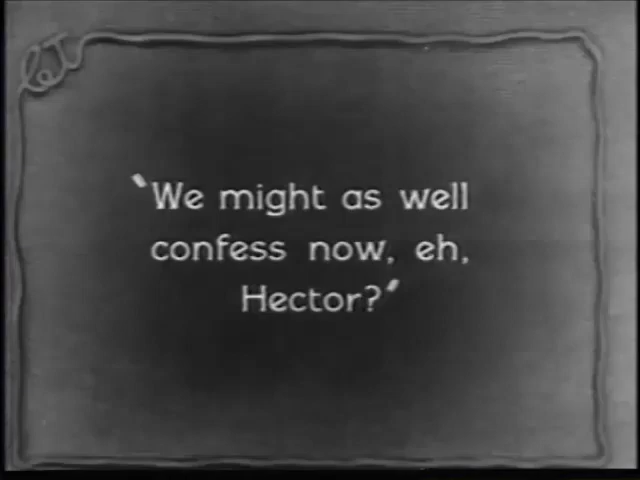 "We might as well
confess now, eh,
Hector?"